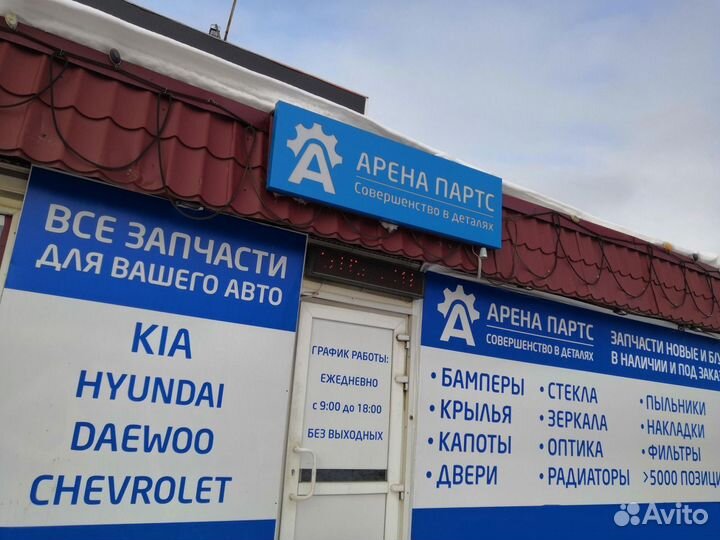 АРЕНА ПАРТС
Совершенство в деталях
ВСЕ ЗАПЧАСТИ
ДЛЯ ВАШЕГО АВТО
KIA
HYUNDAI
DAEWOO
CHEVROLET
ГРАФИК РАБОТЫ:
ЕЖЕДНЕВНО
с 9:00 до 18:00
БЕЗ ВЫХОДНЫХ
АРЕНА ПАРТС
СОВЕРШЕНСТВО В ДЕТАЛЯХ
ЗАПЧАСТИ НОВЫЕ И Б/У
В НАЛИЧИИ И ПОД ЗАКА
• БАМПЕРЫ
• КРЫЛЬЯ
• КАПОТЫ
• ДВЕРИ
• СТЕКЛА
• ЗЕРКАЛА
• ОПТИКА
• РАДИАТОРЫ
• ПЫЛЬНИКИ
• НАКЛАДКИ
• ФИЛЬТРЫ
>5000 ПОЗИЦИ
Avito